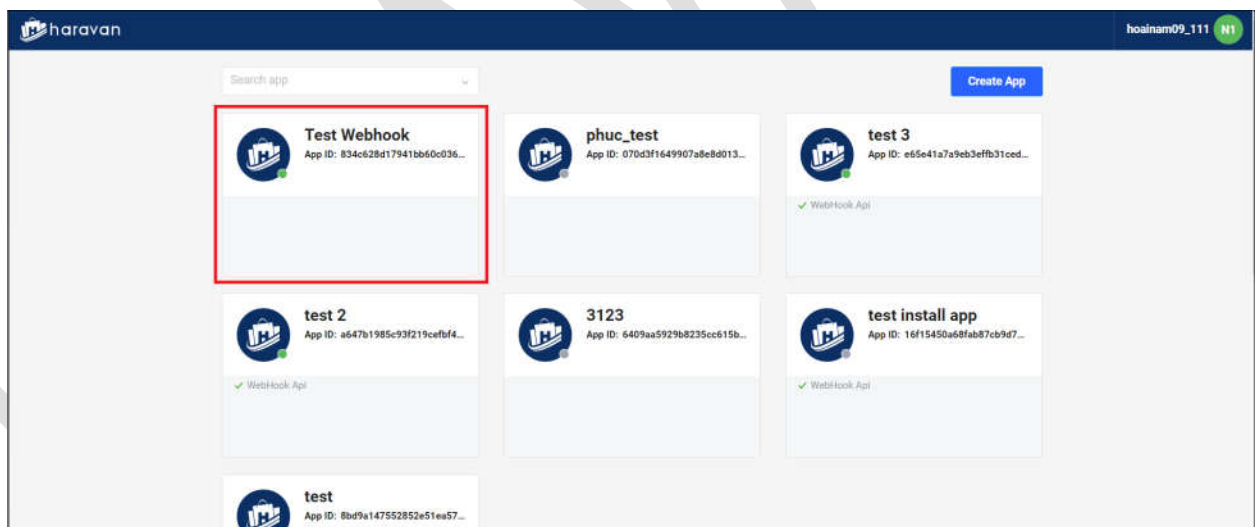 haravan
hoainam09_111 N1
Search app
Create App
Test Webhook
App ID: 834c628d17941bb60c036...
phuc_test
App ID: 070d3f1649907a8e8d013...
test 3
App ID: e65e41a7a9eb3effb31ced...
✓ WebHook Api
test 2
App ID: a647b1985c93f219cefbf4...
✓ WebHook Api
3123
App ID: 6409aa5929b8235cc615b...
test install app
App ID: 16f15450a68fab87cb9d7...
✓ WebHook Api
test
App ID: 8bd9a147552852e51ea57...